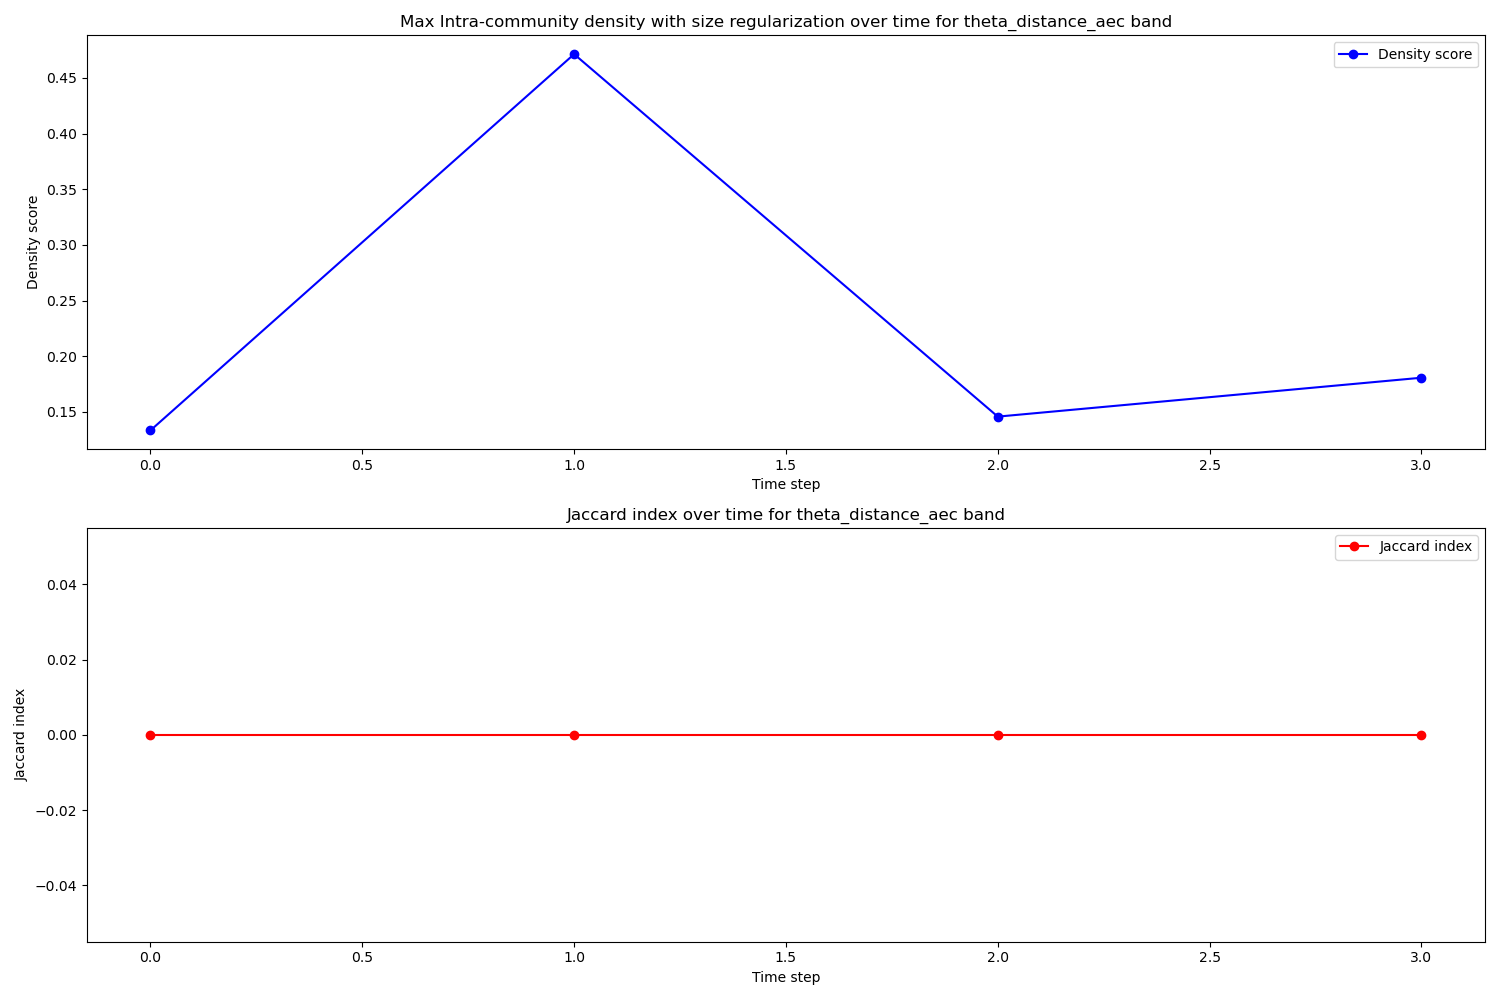 Max Intra-community density with size regularization over time for theta_distance_aec band
Density score
0.45
0.40
0.35
0.30
0.25
0.20
0.15
Density score
0.0 0.5 1.0 1.5 2.0 2.5 3.0
Time step
Jaccard index over time for theta_distance_aec band
Jaccard index
0.04
0.02
0.00
−0.02
−0.04
Jaccard index
0.0 0.5 1.0 1.5 2.0 2.5 3.0
Time step